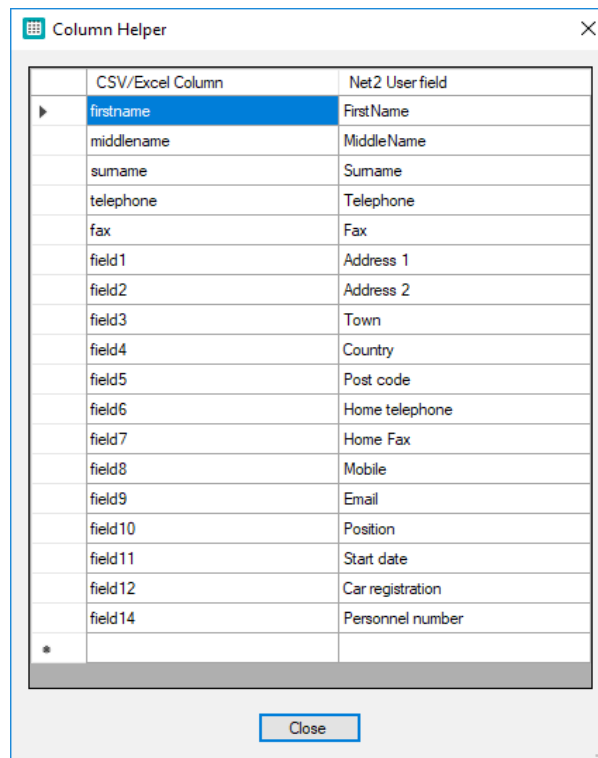 Column Helper
CSV/Excel Column Net2 User field
firstname FirstName
middlename MiddleName
surname Surname
telephone Telephone
fax Fax
field1 Address 1
field2 Address 2
field3 Town
field4 Country
field5 Post code
field6 Home telephone
field7 Home Fax
field8 Mobile
field9 Email
field10 Position
field11 Start date
field12 Car registration
field14 Personnel number
Close